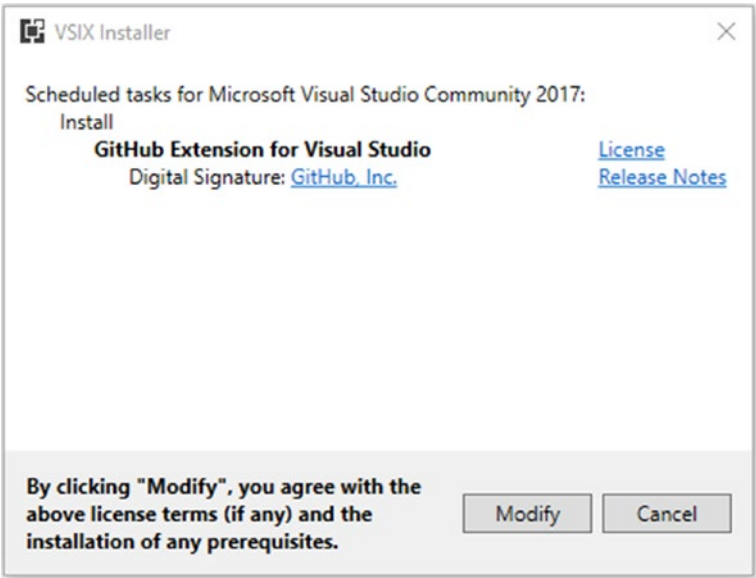 VSIX Installer
Scheduled tasks for Microsoft Visual Studio Community 2017:
Install
GitHub Extension for Visual Studio License
Digital Signature: GitHub, Inc. Release Notes
By clicking "Modify", you agree with the
above license terms (if any) and the
installation of any prerequisites.
Modify Cancel